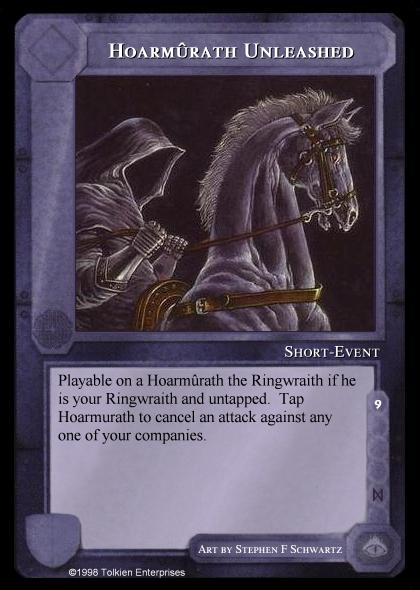 Hoarmûrath Unleashed
Short-Event
Playable on a Hoarmûrath the Ringwraith if he
is your Ringwraith and untapped. Tap
Hoarmurath to cancel an attack against any
one of your companies.
9
Art by Stephen F Schwartz
©1998 Tolkien Enterprises